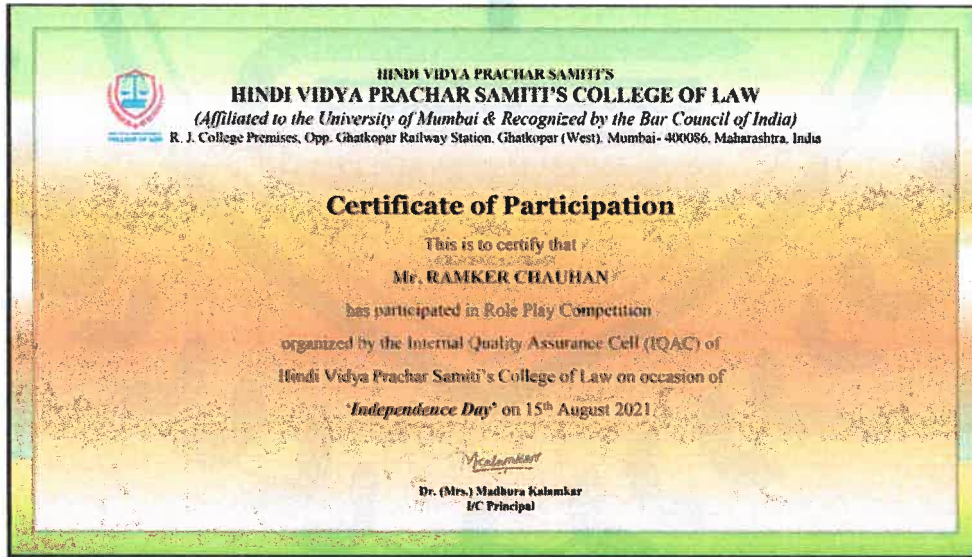 HINDI VIDYA PRACHAR SAMITI'S
HINDI VIDYA PRACHAR SAMITI'S COLLEGE OF LAW
(Affiliated to the University of Mumbai & Recognized by the Bar Council of India)
R. J. College Premises, Opp. Ghatkopar Railway Station, Ghatkopar (West), Mumbai- 400086, Maharashtra, India
Certificate of Participation
This is to certify that
Mr. RAMKER CHAUHAN
has participated in Role Play Competition
organized by the Internal Quality Assurance Cell (IQAC) of
Hindi Vidya Prachar Samiti's College of Law on occasion of
'Independence Day' on 15th August 2021
Dr. (Mrs.) Madhura Kalamkar
I/C Principal